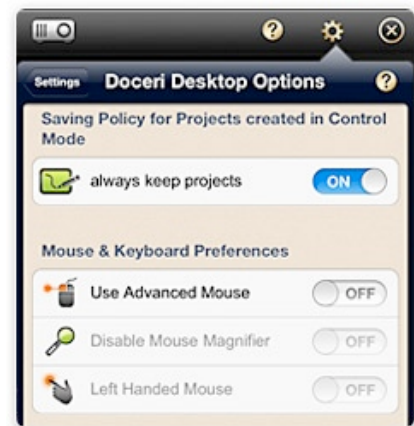 ?
Settings Doceri Desktop Options ?
Saving Policy for Projects created in Control
Mode
always keep projects ON
Mouse & Keyboard Preferences
Use Advanced Mouse OFF
Disable Mouse Magnifier OFF
Left Handed Mouse OFF